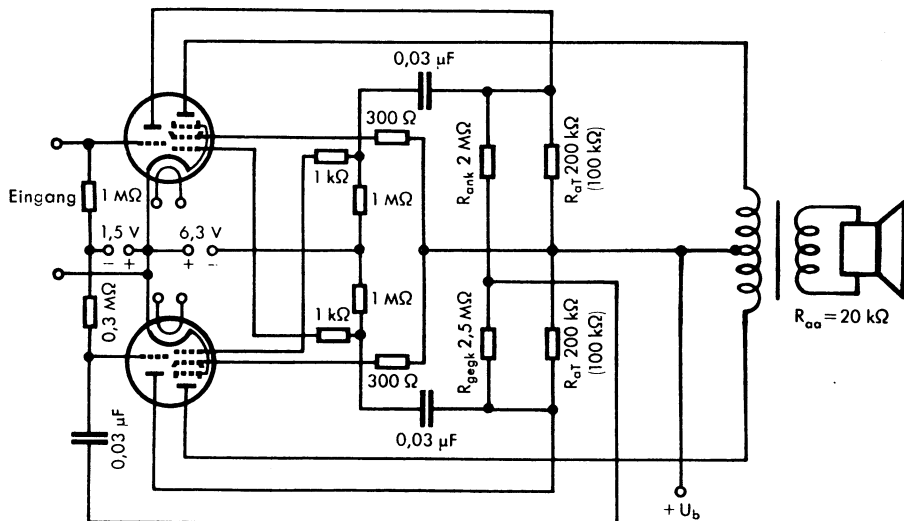 0,03 µF
300 Ω
1 kΩ
R_ank 2 MΩ
R_aT 200 kΩ
(100 kΩ)
Eingang
1 MΩ
1 MΩ
1,5 V
6,3 V
− +
+ −
0,3 MΩ
1 kΩ
1 MΩ
R_gegk 2,5 MΩ
R_aT 200 kΩ
(100 kΩ)
R_aa = 20 kΩ
300 Ω
0,03 µF
0,03 µF
+ U_b